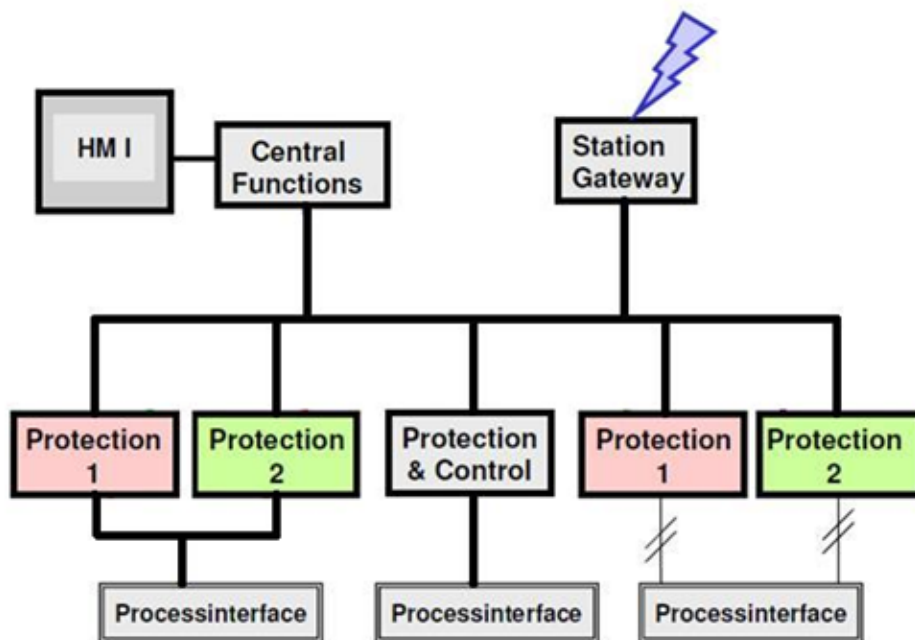 HM I
Central
Functions
Station
Gateway
Protection
1
Protection
2
Protection
& Control
Protection
1
Protection
2
Processinterface
Processinterface
Processinterface